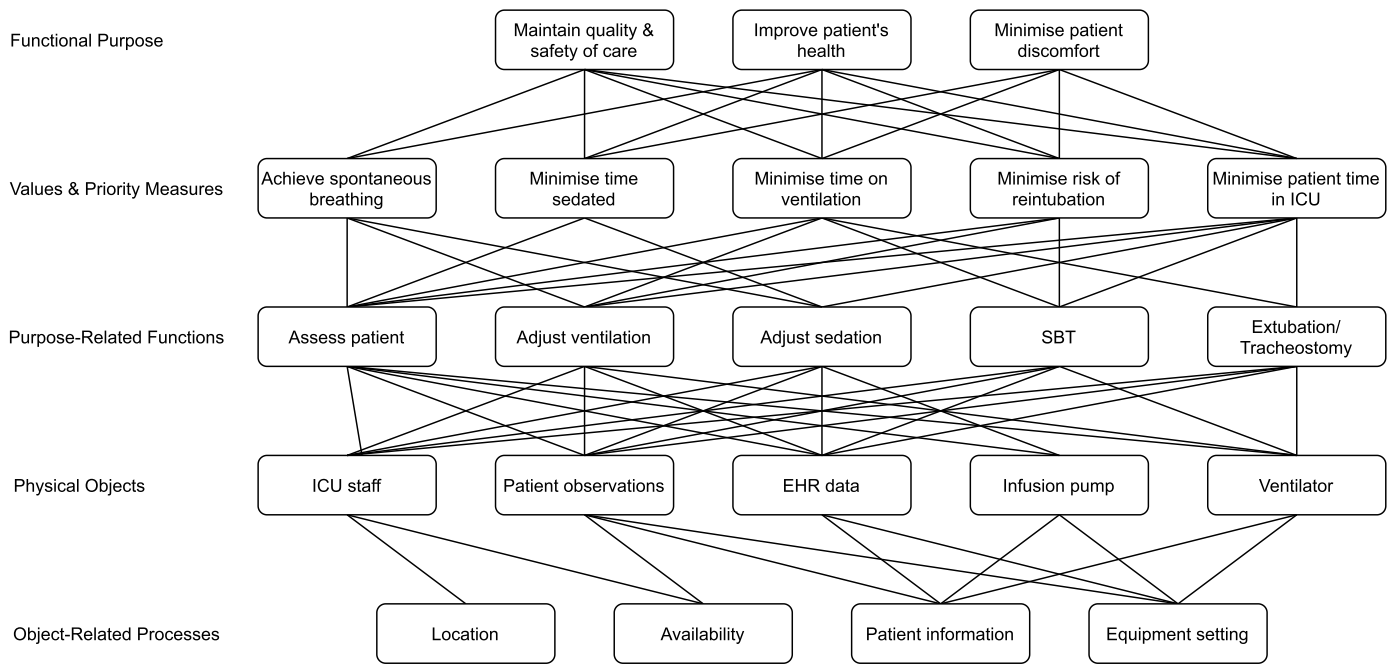 Functional Purpose
Maintain quality &
safety of care
Improve patient's
health
Minimise patient
discomfort
Values & Priority Measures
Achieve spontaneous
breathing
Minimise time
sedated
Minimise time on
ventilation
Minimise risk of
reintubation
Minimise patient time
in ICU
Purpose-Related Functions
Assess patient
Adjust ventilation
Adjust sedation
SBT
Extubation/
Tracheostomy
Physical Objects
ICU staff
Patient observations
EHR data
Infusion pump
Ventilator
Object-Related Processes
Location
Availability
Patient information
Equipment setting